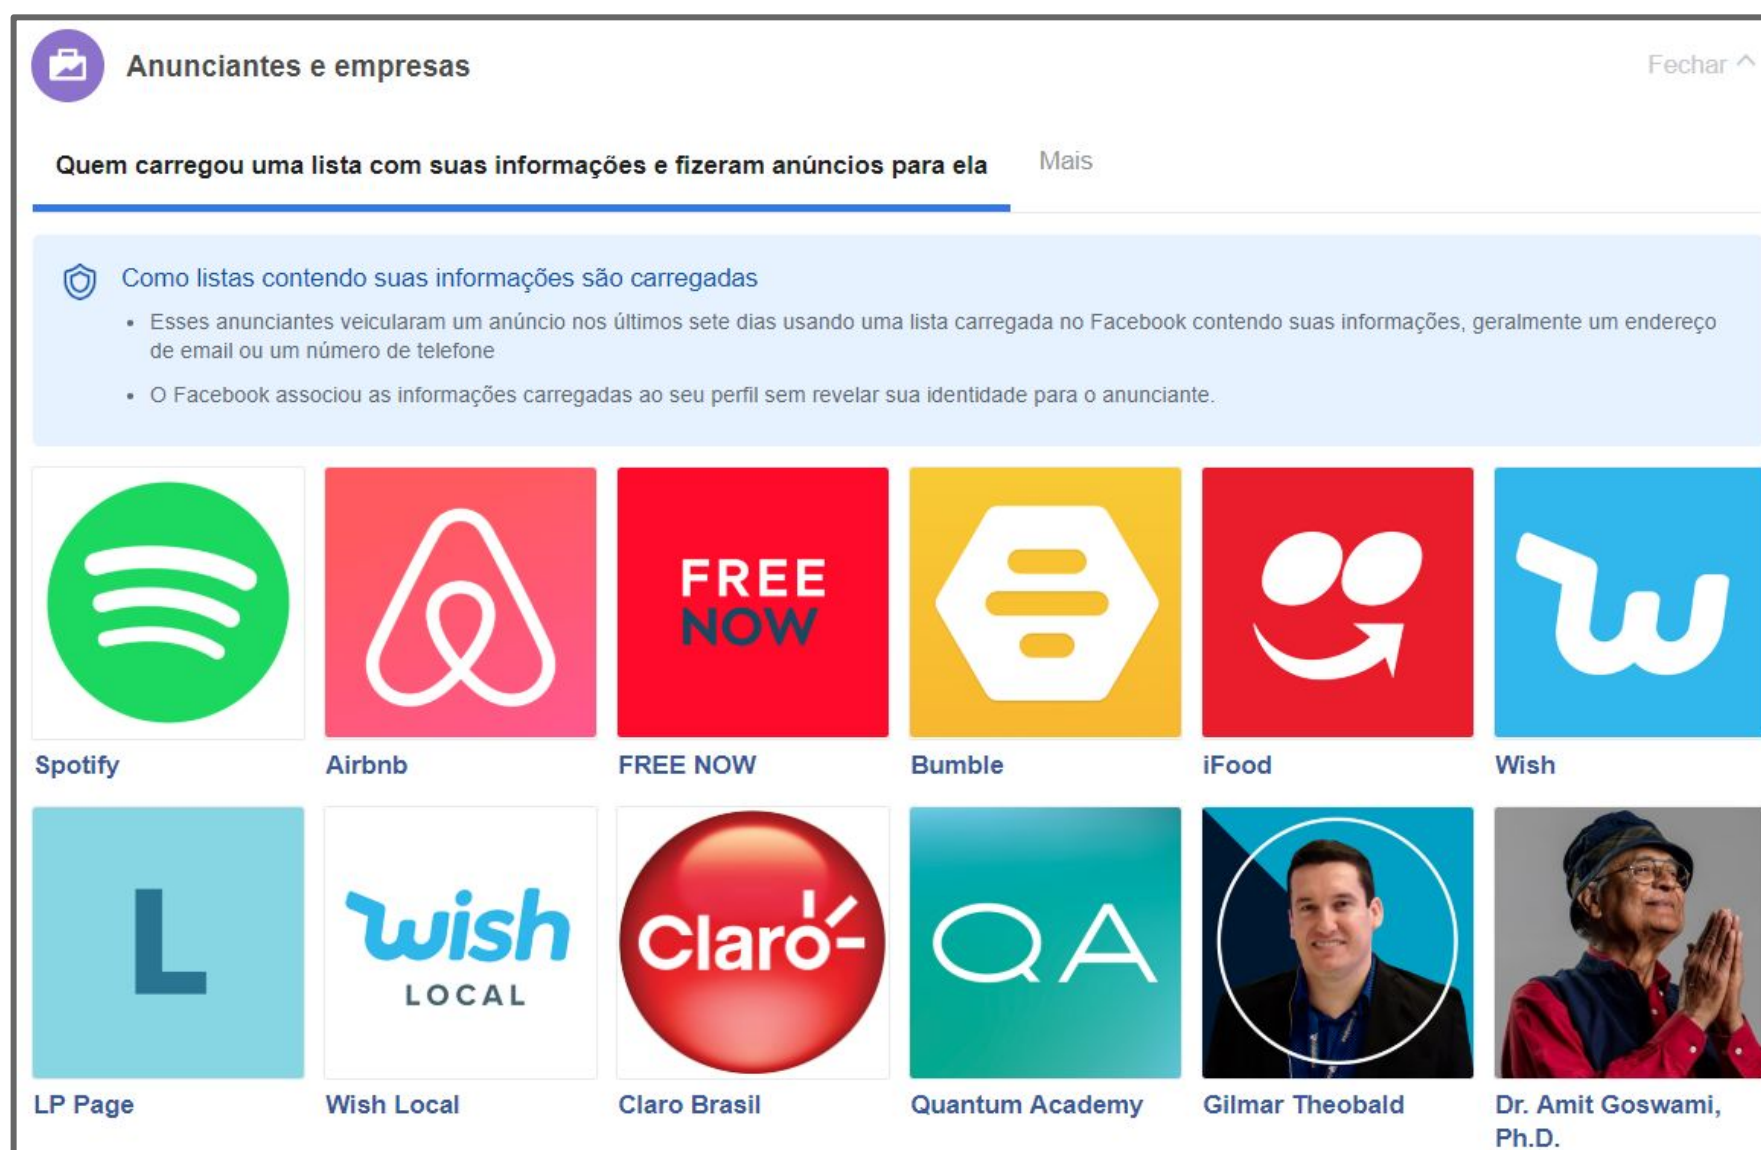 Anunciantes e empresas
Fechar
Quem carregou uma lista com suas informações e fizeram anúncios para ela
Mais
Como listas contendo suas informações são carregadas
• Esses anunciantes veicularam um anúncio nos últimos sete dias usando uma lista carregada no Facebook contendo suas informações, geralmente um endereço
de email ou um número de telefone
• O Facebook associou as informações carregadas ao seu perfil sem revelar sua identidade para o anunciante.
FREE
NOW
Spotify
Airbnb
FREE NOW
Bumble
iFood
Wish
L
wish
LOCAL
Claro
QA
LP Page
Wish Local
Claro Brasil
Quantum Academy
Gilmar Theobald
Dr. Amit Goswami,
Ph.D.